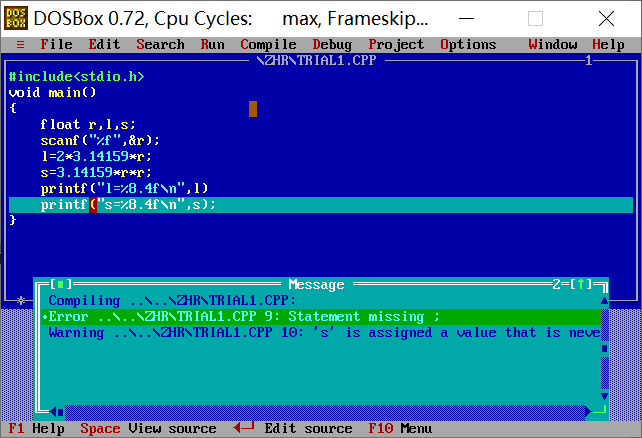 DOSBox 0.72, Cpu Cycles: max, Frameskip...
≡ File Edit Search Run Compile Debug Project Options Window Help
\ZHR\TRIAL1.CPP 1
#include<stdio.h>
void main()
{
float r,l,s;
scanf("%f",&r);
l=2*3.14159*r;
s=3.14159*r*r;
printf("l=%8.4f\n",l)
printf("s=%8.4f\n",s);
}
Message 2=[↑]
Compiling ..\..\ZHR\TRIAL1.CPP:
•Error ..\..\ZHR\TRIAL1.CPP 9: Statement missing ;
Warning ..\..\ZHR\TRIAL1.CPP 10: 's' is assigned a value that is neve
F1 Help Space View source ←┘ Edit source F10 Menu